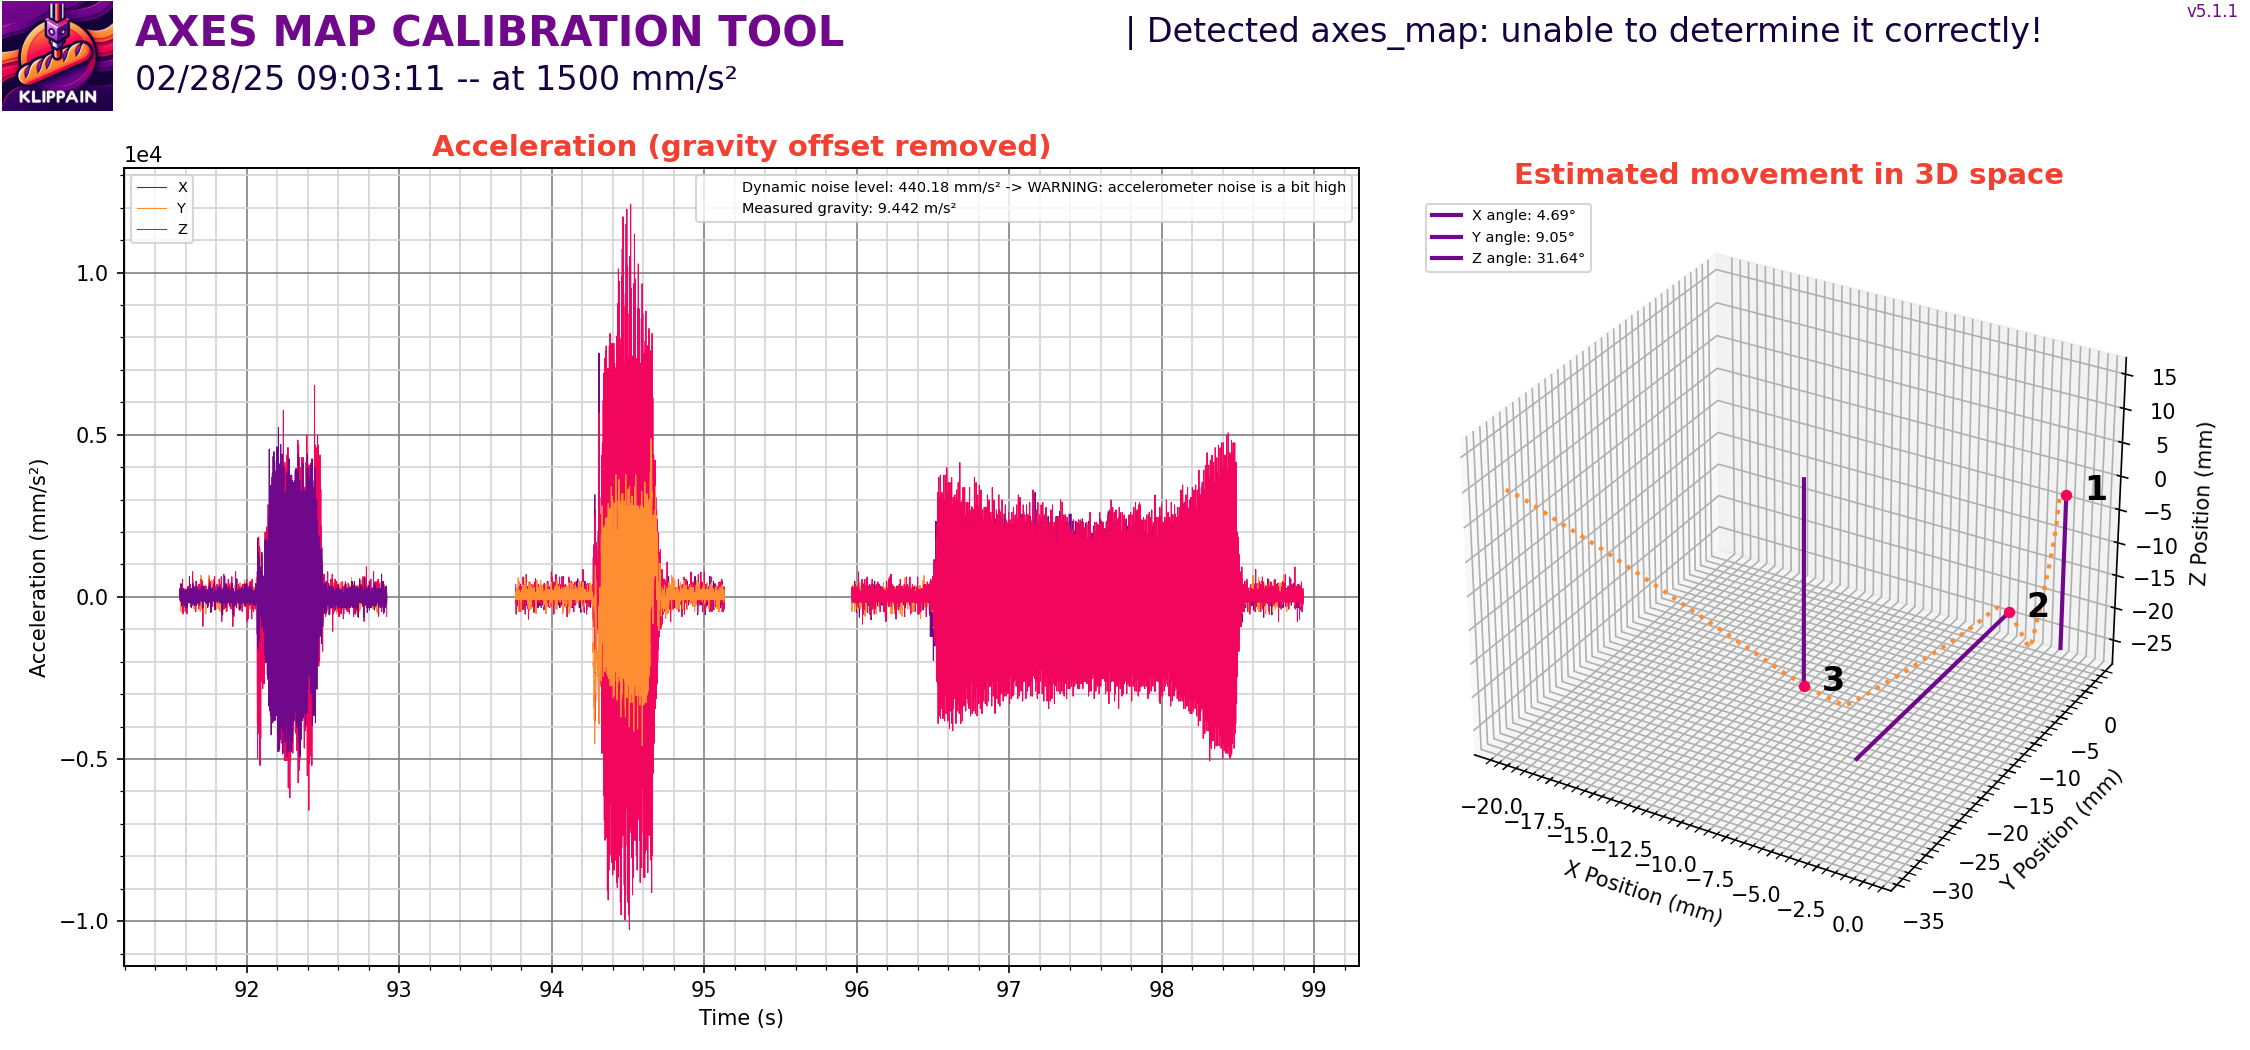 KLIPPAIN
AXES MAP CALIBRATION TOOL
02/28/25 09:03:11 -- at 1500 mm/s²
| Detected axes_map: unable to determine it correctly!
v5.1.1
Acceleration (gravity offset removed)
1e4
X
Y
Z
Dynamic noise level: 440.18 mm/s² -> WARNING: accelerometer noise is a bit high
Measured gravity: 9.442 m/s²
1.0
0.5
0.0
−0.5
−1.0
Acceleration (mm/s²)
92 93 94 95 96 97 98 99
Time (s)
Estimated movement in 3D space
X angle: 4.69°
Y angle: 9.05°
Z angle: 31.64°
1
2
3
15
10
5
0
−5
−10
−15
−20
−25
Z Position (mm)
0
−5
−10
−15
−20
−25
−30
−35
Y Position (mm)
−20.0
−17.5
−15.0
−12.5
−10.0
−7.5
−5.0
−2.5
0.0
X Position (mm)